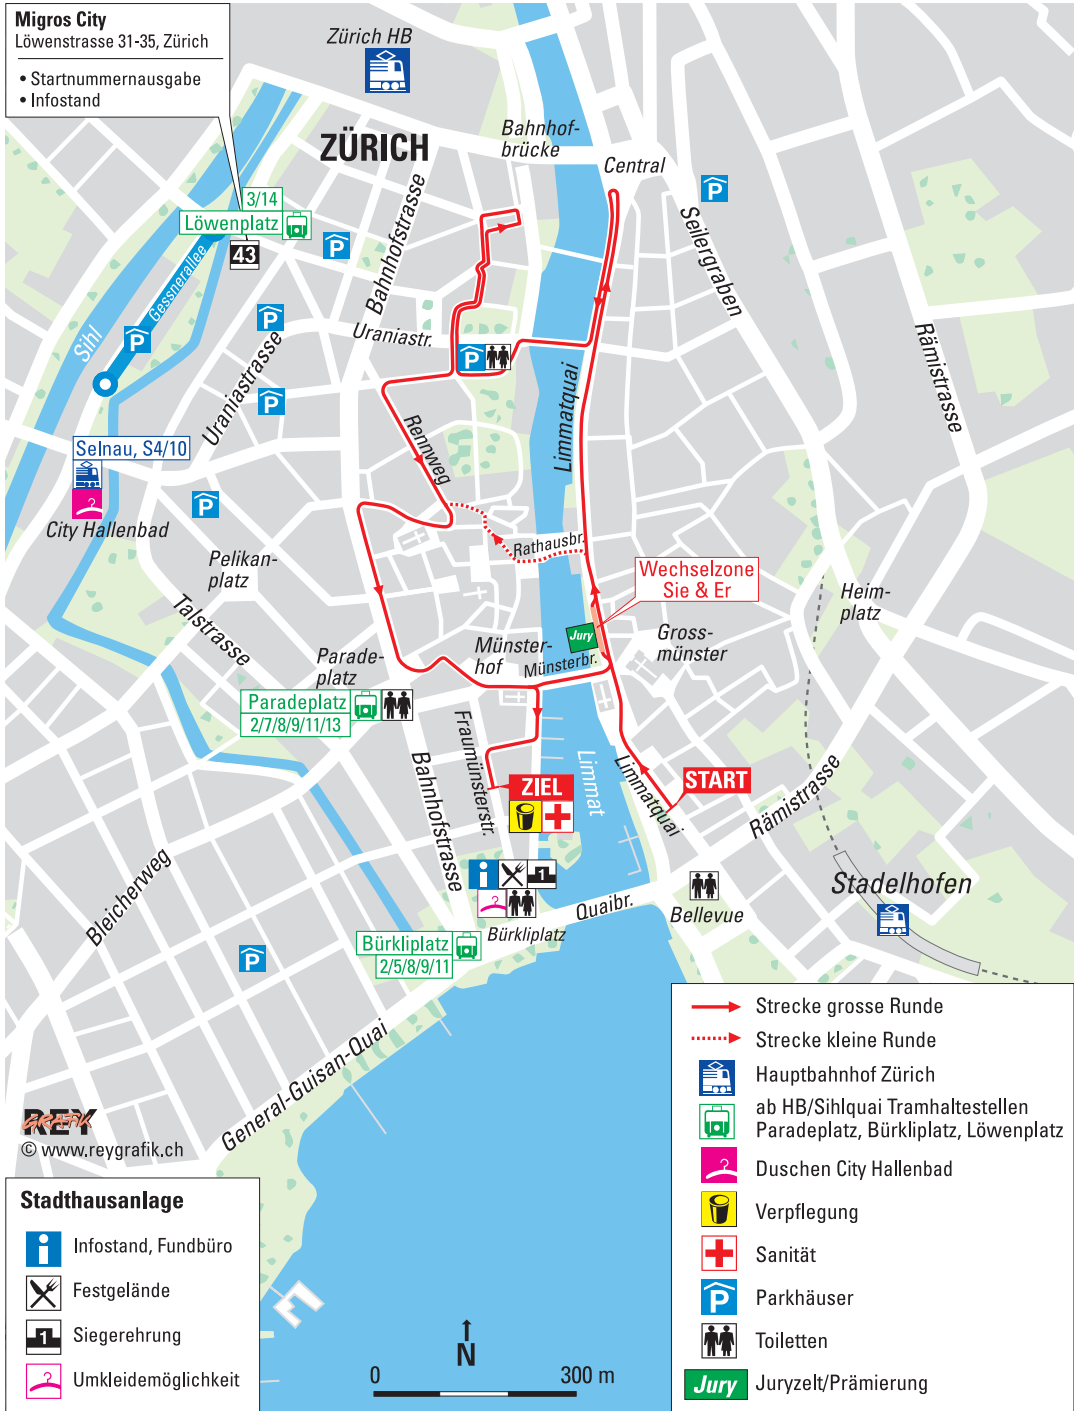 Migros City
Löwenstrasse 31-35, Zürich
• Startnummernausgabe
• Infostand
Zürich HB
ZÜRICH
Bahnhof-
brücke
Central
P
3/14
Löwenplatz
43
P
Bahnhofstrasse
Seilergraben
Gessnerallee
Sihl
P
P
Uraniastr.
P
Rämistrasse
Uraniastrasse
P
Limmatquai
Rennweg
Selnau, S4/10
City Hallenbad
P
Rathausbr.
Pelikan-
platz
Wechselzone
Sie & Er
Heim-
platz
Talstrasse
Jury
Gross-
münster
Münster-
hof
Münsterbr.
Parade-
platz
Paradeplatz
2/7/8/9/11/13
Fraumünsterstr.
Bahnhofstrasse
ZIEL
Limmat
Limmatquai
START
Rämistrasse
Bleicherweg
i
1
Stadelhofen
Quaibr.
Bellevue
Bürkliplatz
Bürkliplatz
2/5/8/9/11
P
General-Guisan-Quai
REY
GRAFIK
© www.reygrafik.ch
Stadthausanlage
i Infostand, Fundbüro
Festgelände
1 Siegerehrung
Umkleidemöglichkeit
N
0 300 m
Strecke grosse Runde
Strecke kleine Runde
Hauptbahnhof Zürich
ab HB/Sihlquai Tramhaltestellen
Paradeplatz, Bürkliplatz, Löwenplatz
Duschen City Hallenbad
Verpflegung
Sanität
P Parkhäuser
Toiletten
Jury Juryzelt/Prämierung